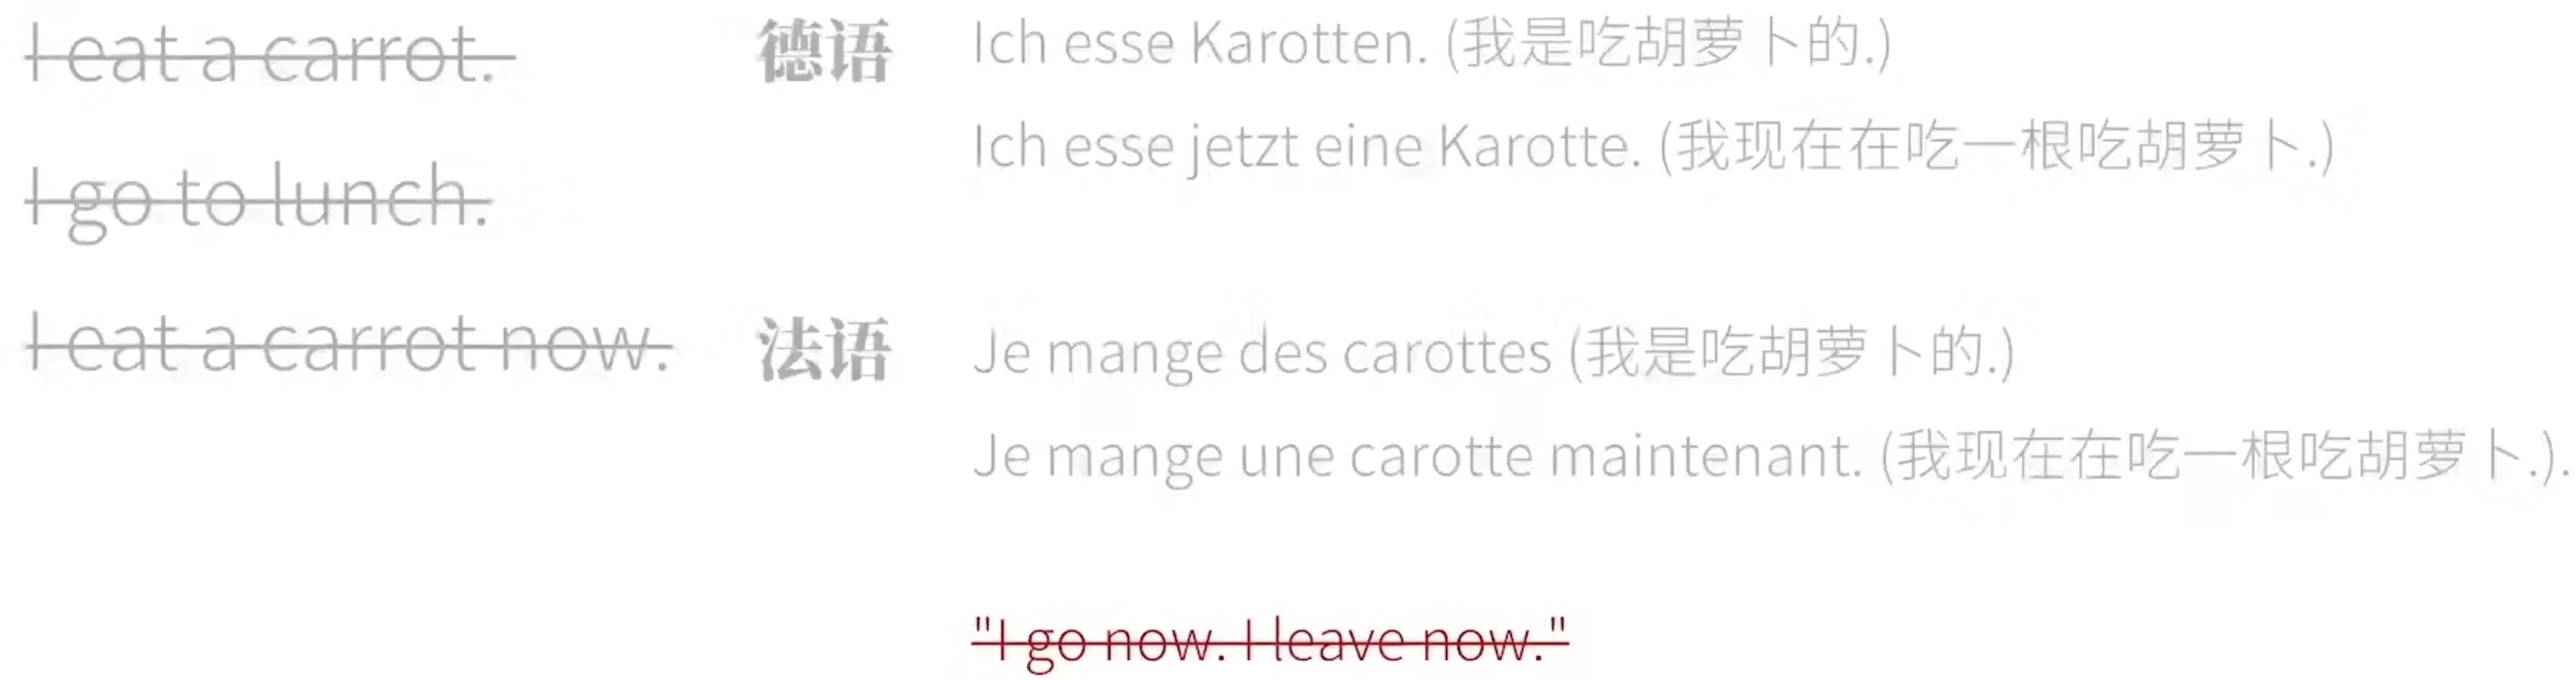 I eat a carrot.
I go to lunch.
I eat a carrot now.
德语 Ich esse Karotten. (我是吃胡萝卜的.)
Ich esse jetzt eine Karotte. (我现在在吃一根吃胡萝卜.)
法语 Je mange des carottes (我是吃胡萝卜的.)
Je mange une carotte maintenant. (我现在在吃一根吃胡萝卜.).
"I go now. I leave now."